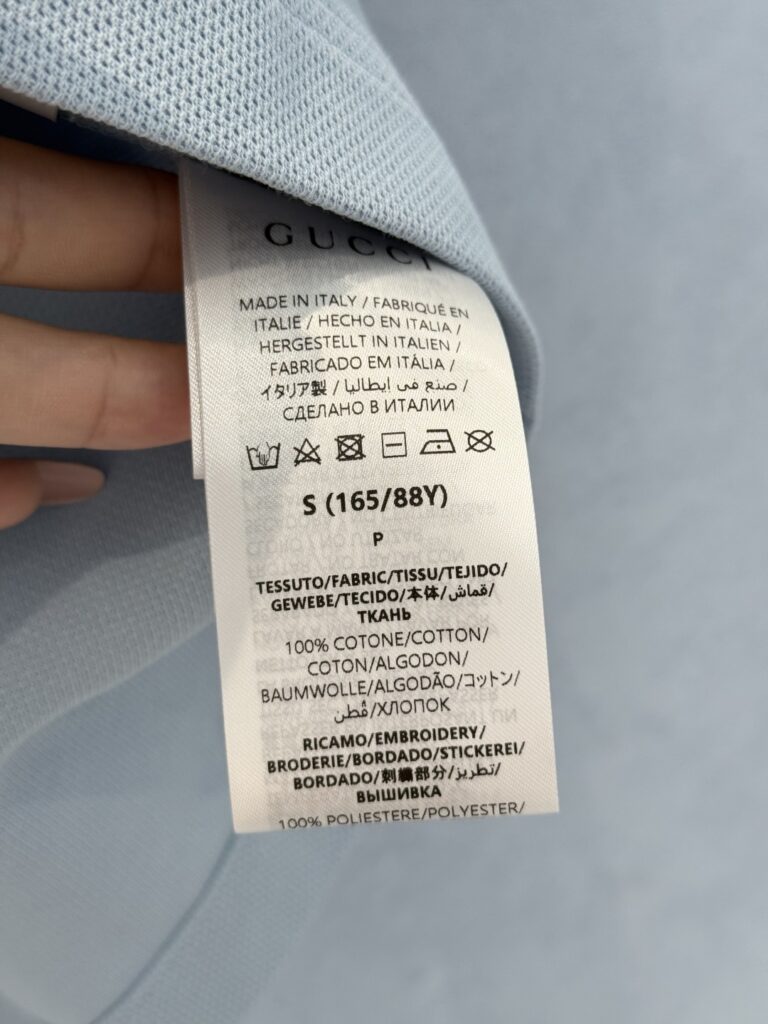 GUCCI
MADE IN ITALY / FABRIQUÉ EN
ITALIE / HECHO EN ITALIA /
HERGESTELLT IN ITALIEN /
FABRICADO EM ITÁLIA /
イタリア製 / صنع في إيطاليا /
СДЕЛАНО В ИТАЛИИ
S (165/88Y)
P
TESSUTO/FABRIC/TISSU/TEJIDO/
GEWEBE/TECIDO/本体/قماش/
ТКАНЬ
100% COTONE/COTTON/
COTON/ALGODON/
BAUMWOLLE/ALGODÃO/コットン/
قُطن/ХЛОПОК
RICAMO/EMBROIDERY/
BRODERIE/BORDADO/STICKEREI/
BORDADO/刺繍部分/تطريز/
ВЫШИВКА
100% POLIESTERE/POLYESTER/